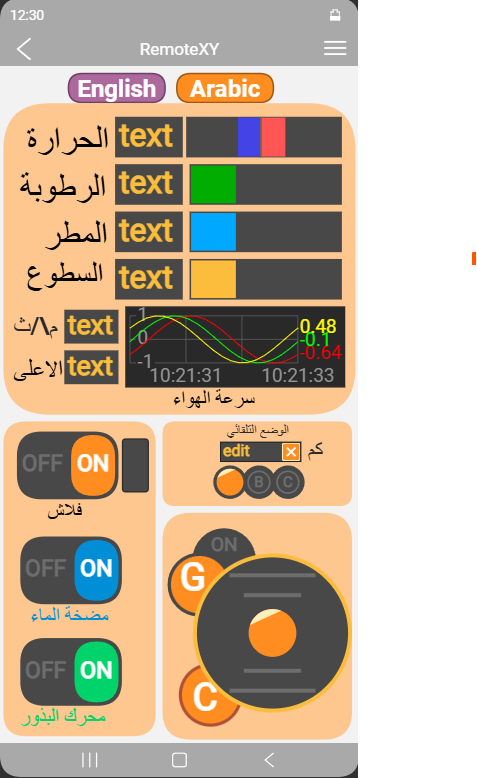 12:30
RemoteXY
English Arabic
الحرارة text
الرطوبة text
المطر text
السطوع text
م/\ث text
الاعلى text
1
0
-1
0.48
-0.1
-0.64
10:21:31 10:21:33
سرعة الهواء
OFF ON
فلاش
الوضع التلقائي
edit كم
B C
OFF ON
مضخة الماء
OFF ON
محرك البذور
ON
G
C